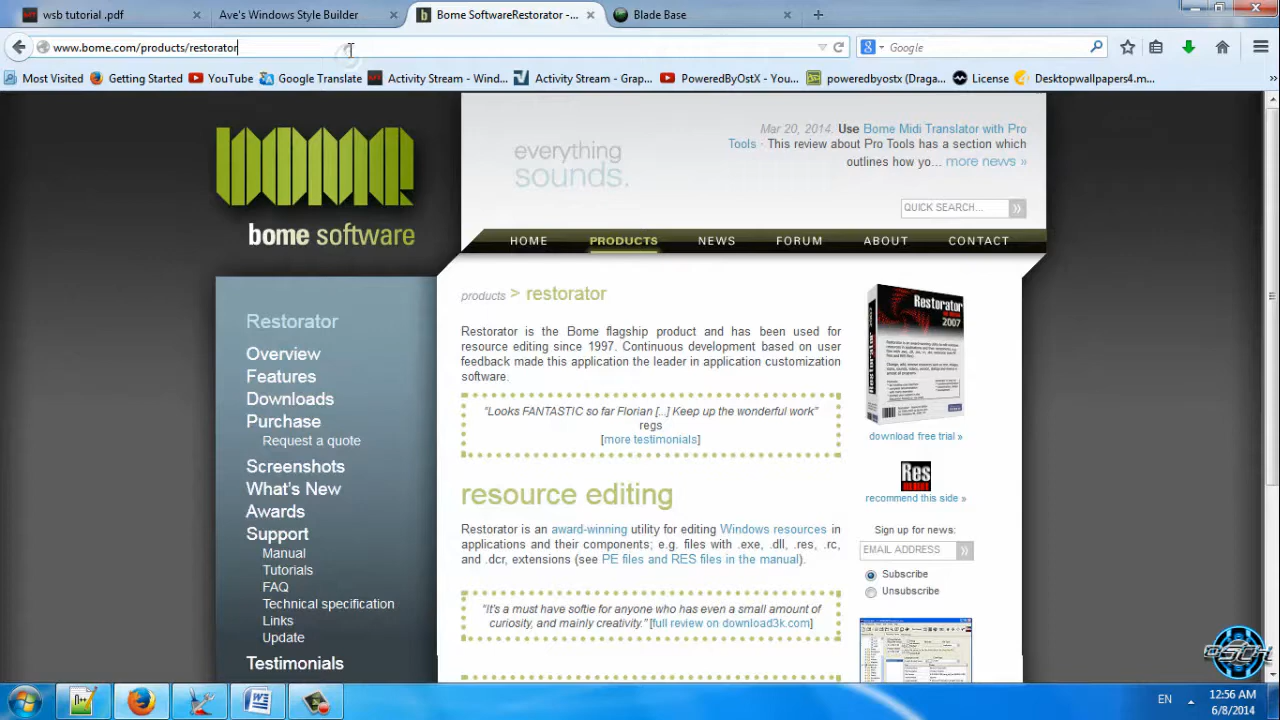 wsb tutorial .pdf
Ave's Windows Style Builder
Bome SoftwareRestorator -...
Blade Base
www.bome.com/products/restorator
Google
Most Visited
Getting Started
YouTube
Google Translate
Activity Stream - Wind...
Activity Stream - Grap...
PoweredByOstX - You...
poweredbyostx (Draga...
License
Desktopwallpapers4.m...
bome
bome software
everything
sounds.
Mar 20, 2014. Use Bome Midi Translator with Pro
Tools · This review about Pro Tools has a section which
outlines how yo... more news »
QUICK SEARCH...
HOME
PRODUCTS
NEWS
FORUM
ABOUT
CONTACT
Restorator
Overview
Features
Downloads
Purchase
Request a quote
Screenshots
What's New
Awards
Support
Manual
Tutorials
FAQ
Technical specification
Links
Update
Testimonials
products > restorator
Restorator is the Bome flagship product and has been used for
resource editing since 1997. Continuous development based on user
feedback made this application the leader in application customization
software.
"Looks FANTASTIC so far Florian [...] Keep up the wonderful work"
regs
[more testimonials]
resource editing
Restorator is an award-winning utility for editing Windows resources in
applications and their components; e.g. files with .exe, .dll, .res, .rc,
and .dcr, extensions (see PE files and RES files in the manual).
"It's a must have softie for anyone who has even a small amount of
curiosity, and mainly creativity." [full review on download3k.com]
Restorator
2007
download free trial »
Res
recommend this side »
Sign up for news:
EMAIL ADDRESS
Subscribe
Unsubscribe
EN
12:56 AM
6/8/2014